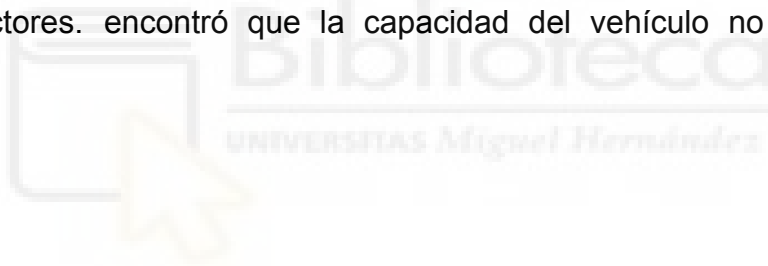 ctores. encontró que la capacidad del vehículo no
Biblioteca
UNIVERSITAS Miguel Hernández